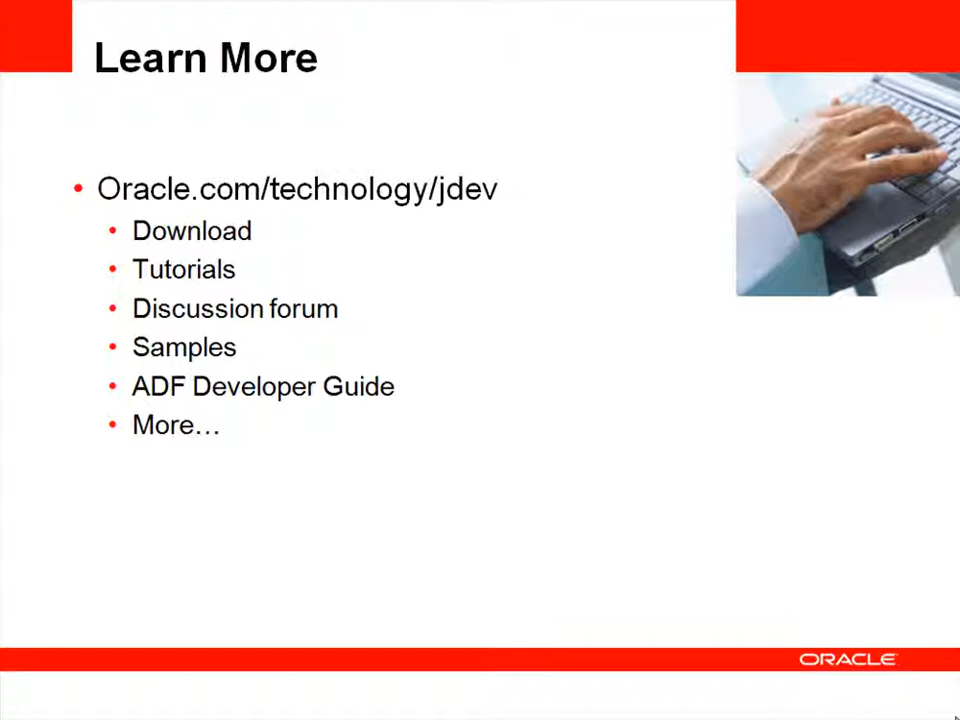 Learn More
• Oracle.com/technology/jdev
• Download
• Tutorials
• Discussion forum
• Samples
• ADF Developer Guide
• More…
ORACLE